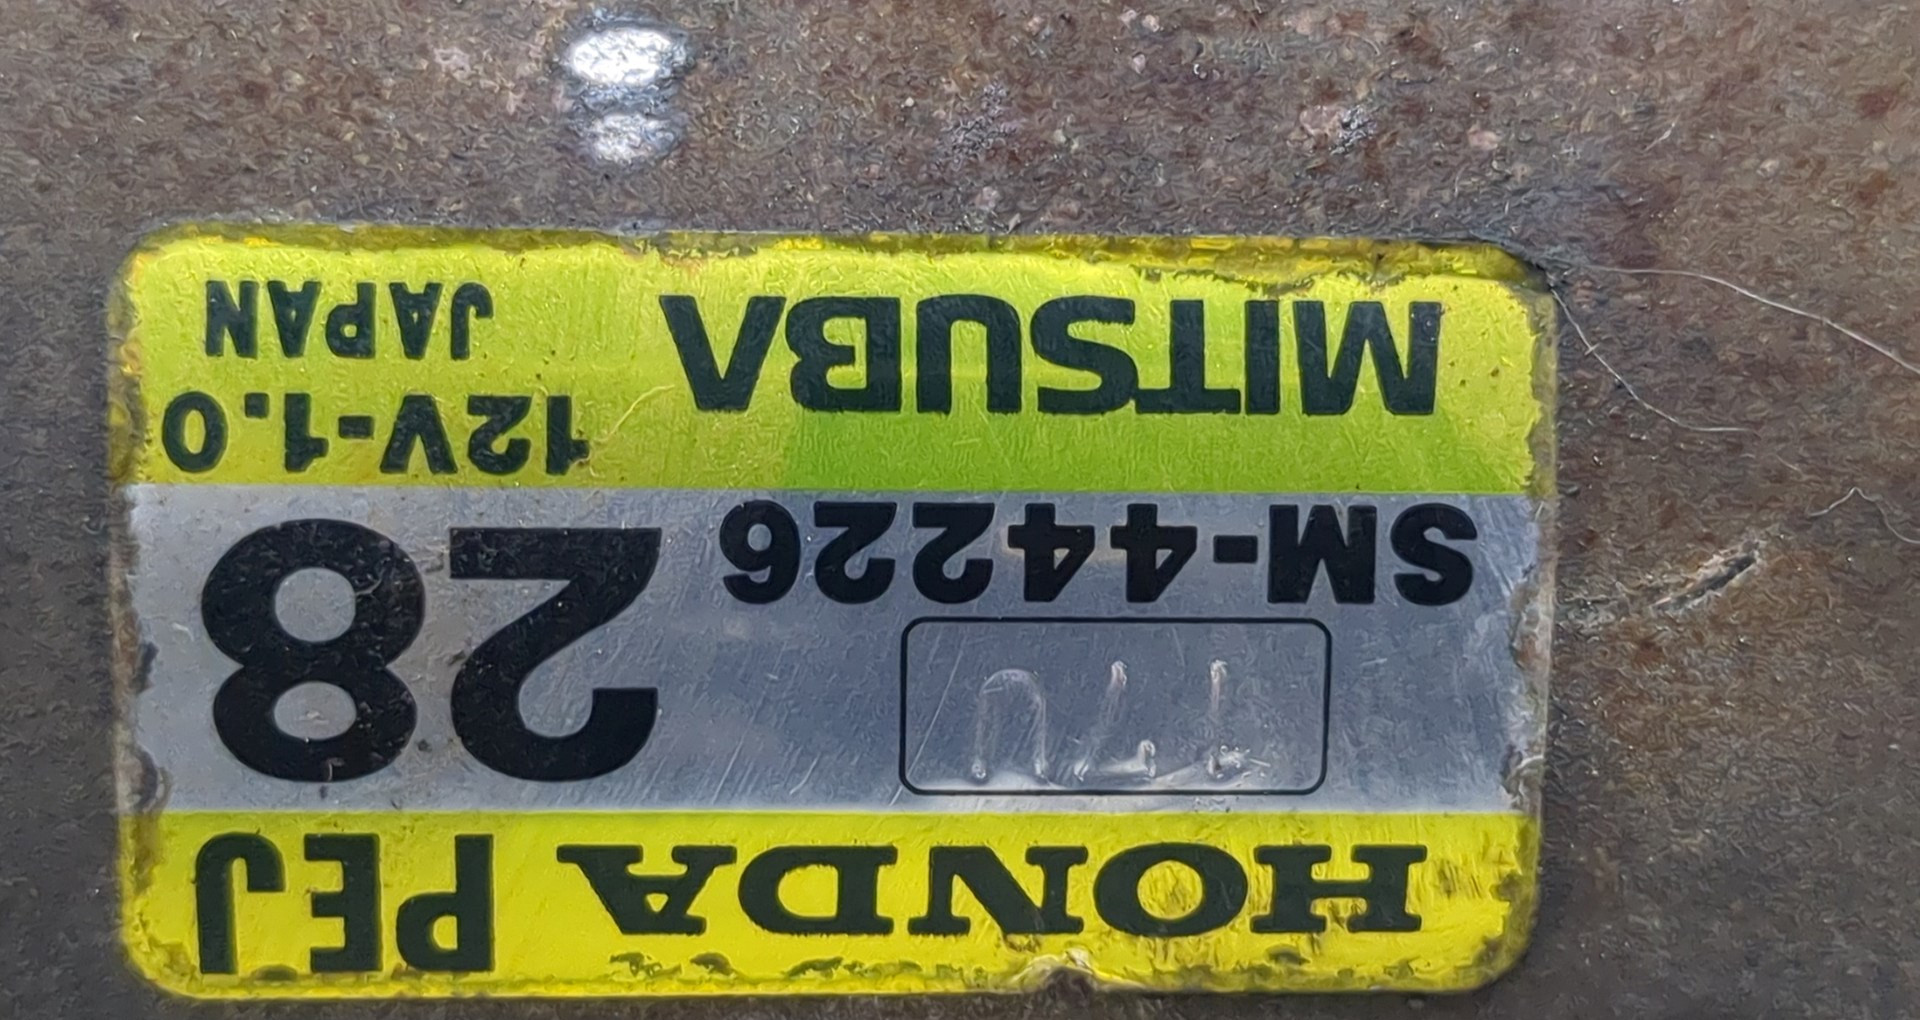 HONDA PEJ
28
SM-44226
MITSUBA
12V-1.0
JAPAN